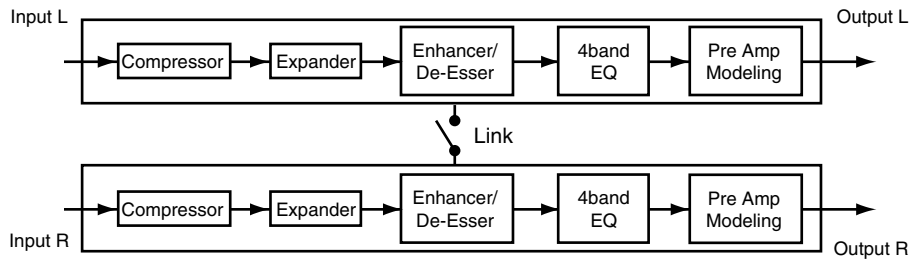 Input L
Output L
Compressor
Expander
Enhancer/
De-Esser
4band
EQ
Pre Amp
Modeling
Link
Compressor
Expander
Enhancer/
De-Esser
4band
EQ
Pre Amp
Modeling
Input R
Output R